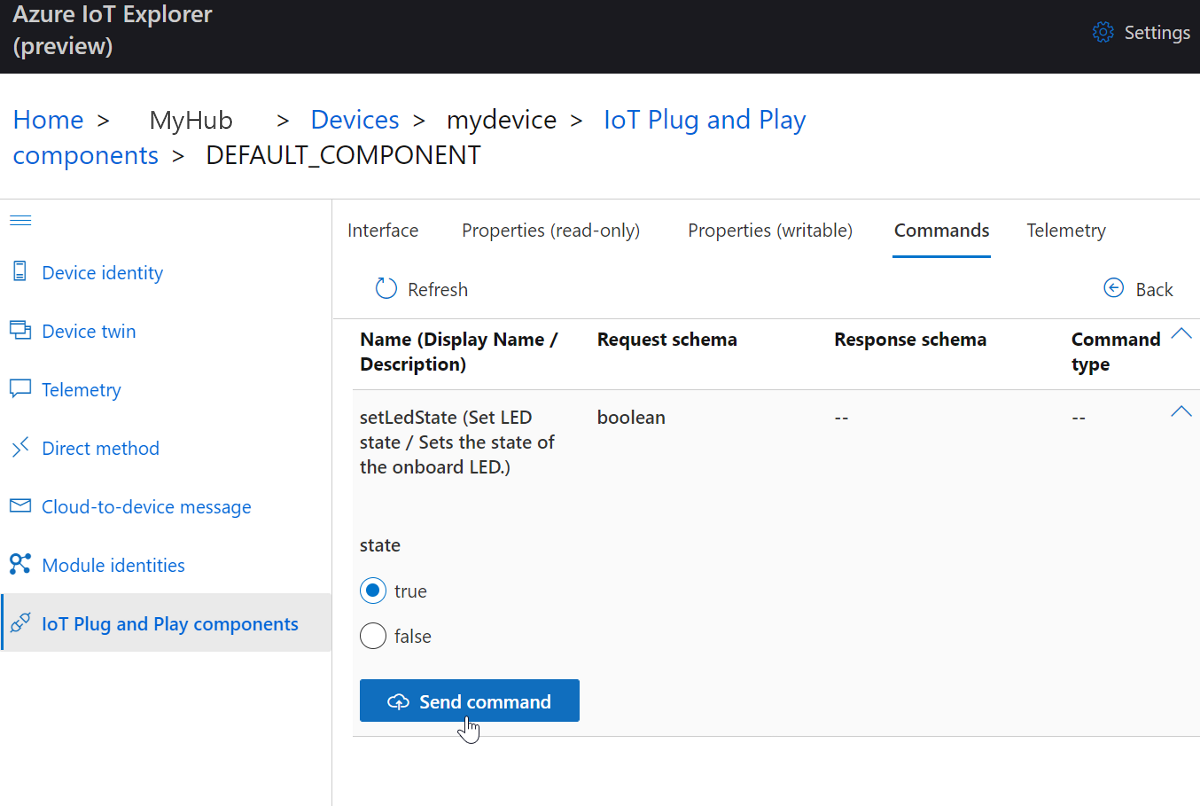 Azure IoT Explorer
(preview)
Settings
Home > MyHub > Devices > mydevice > IoT Plug and Play
components > DEFAULT_COMPONENT
Device identity
Device twin
Telemetry
Direct method
Cloud-to-device message
Module identities
IoT Plug and Play components
Interface Properties (read-only) Properties (writable) Commands Telemetry
Refresh Back
Name (Display Name / Request schema Response schema Command
Description) type
setLedState (Set LED boolean -- --
state / Sets the state of
the onboard LED.)
state
true
false
Send command